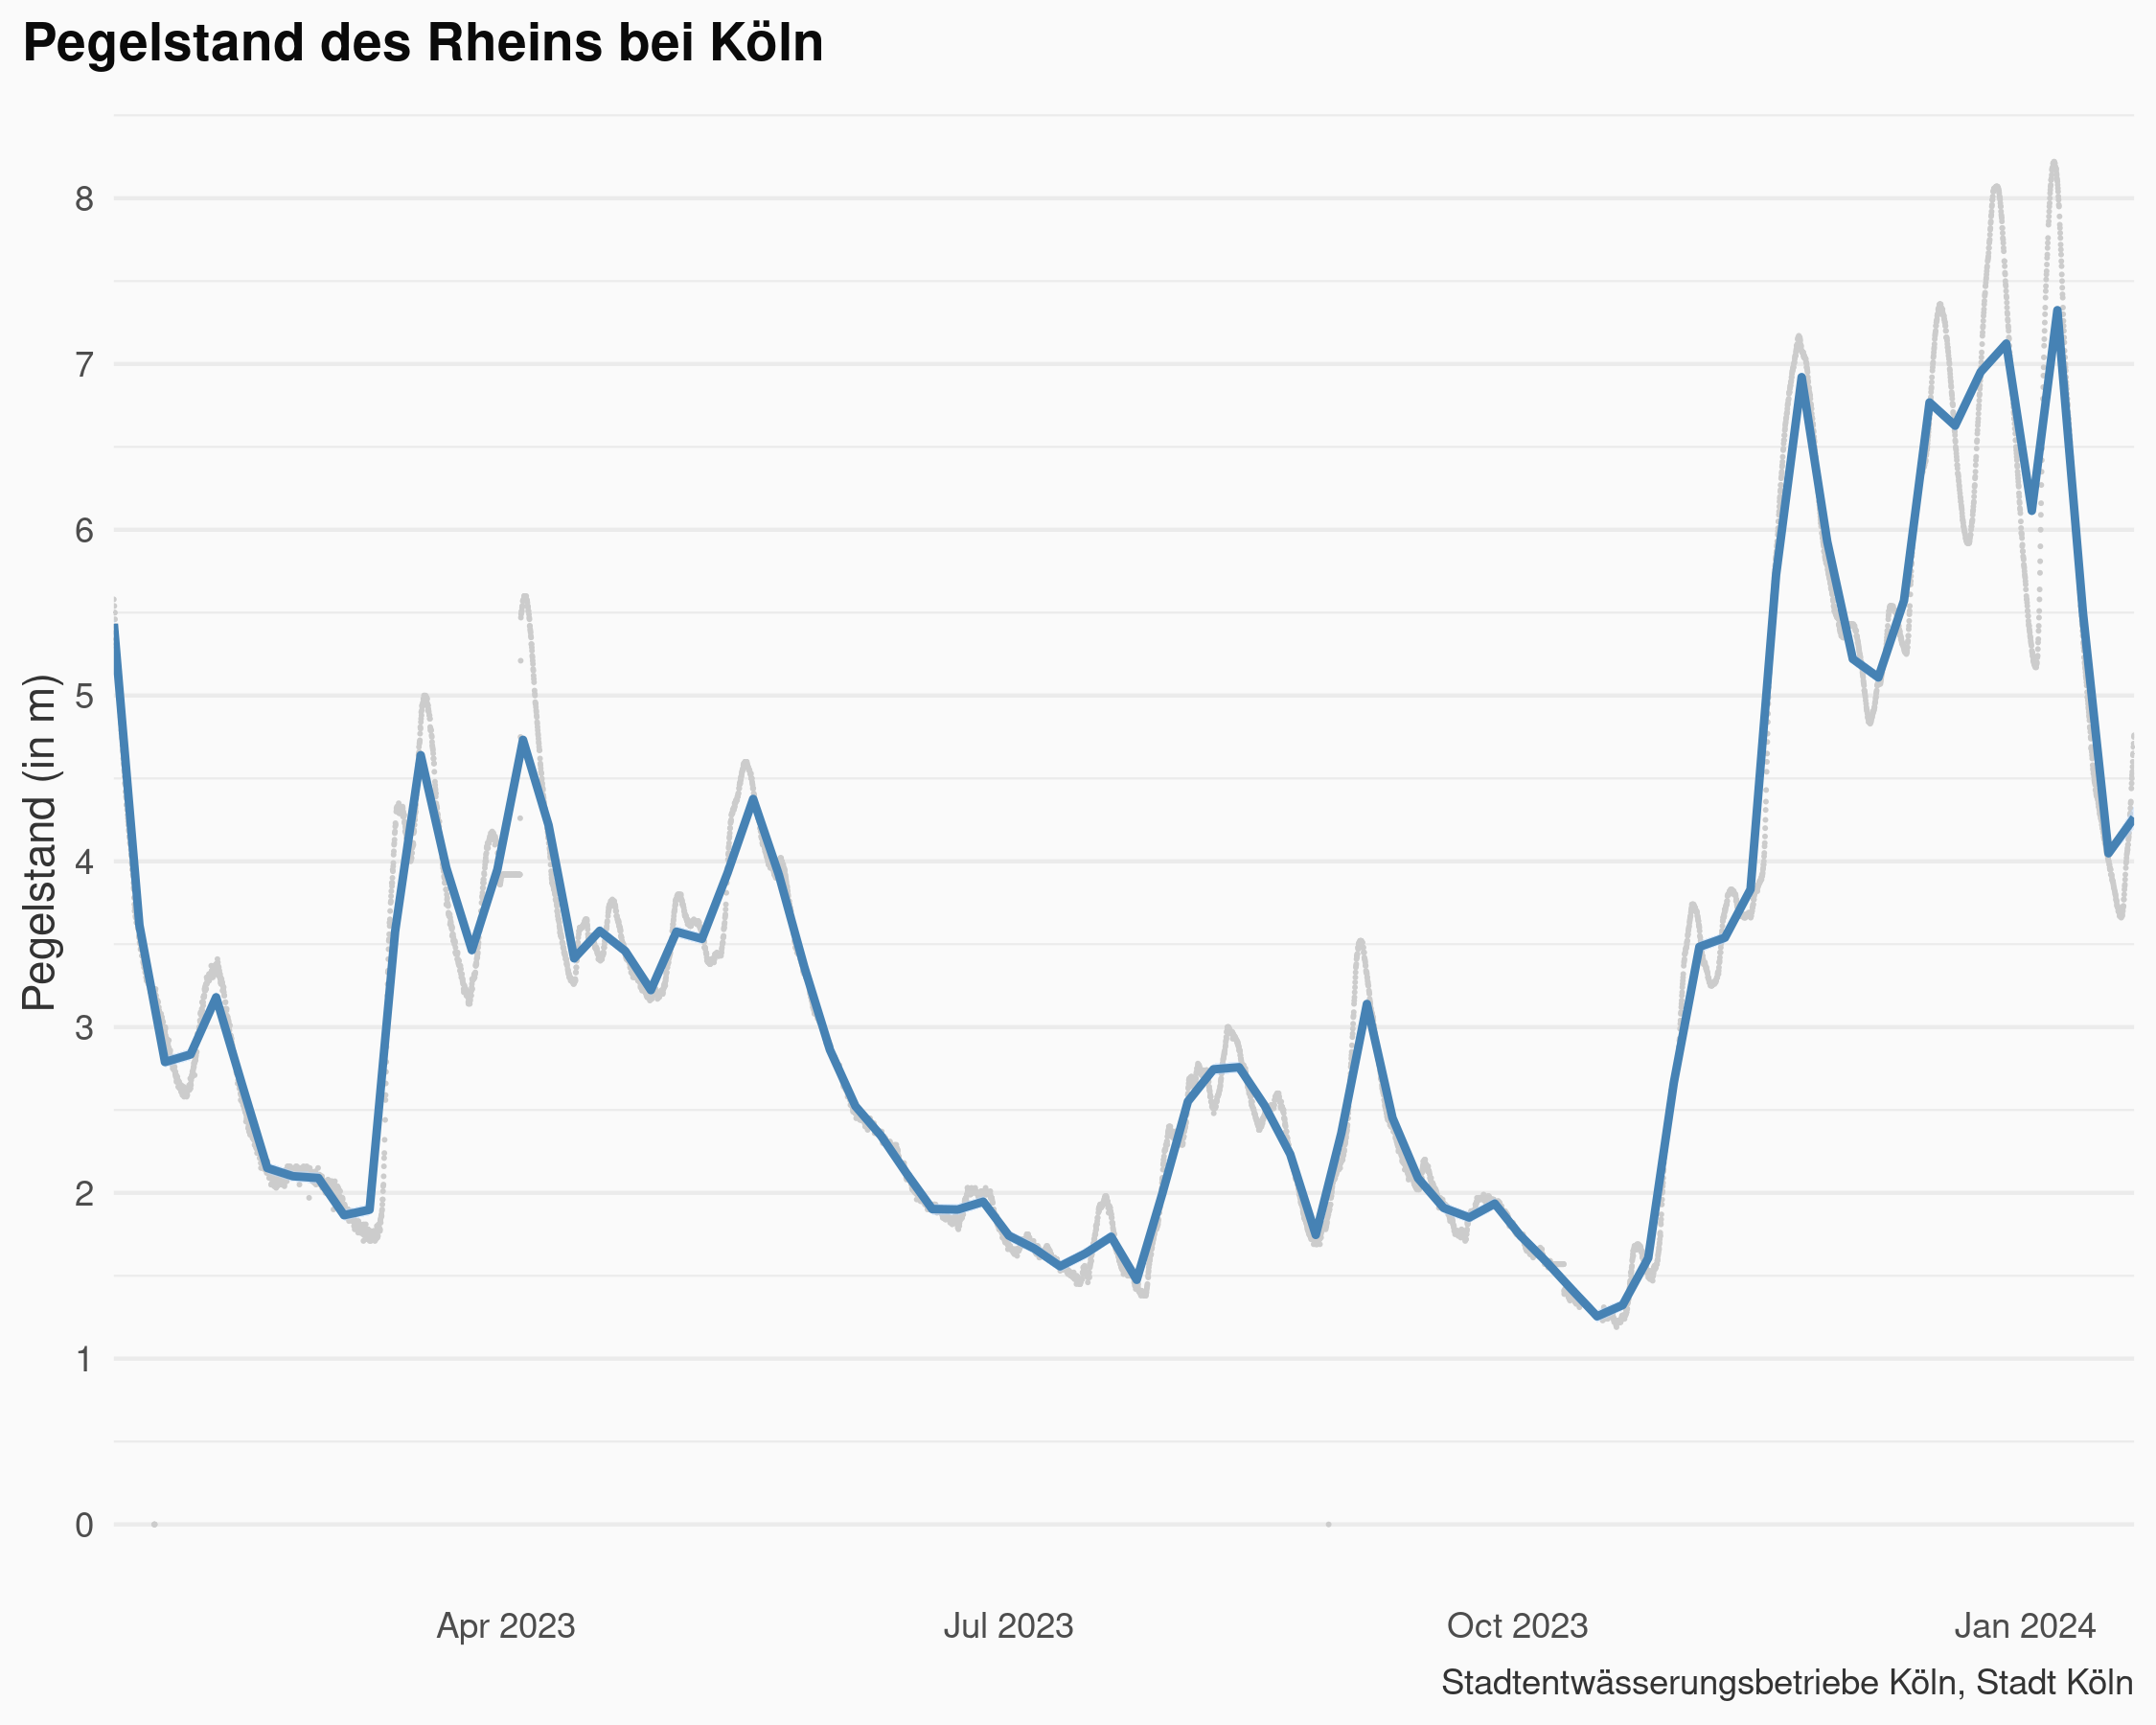 Pegelstand des Rheins bei Köln
Pegelstand (in m)
8
7
6
5
4
3
2
1
0
Apr 2023
Jul 2023
Oct 2023
Jan 2024
Stadtentwässerungsbetriebe Köln, Stadt Köln